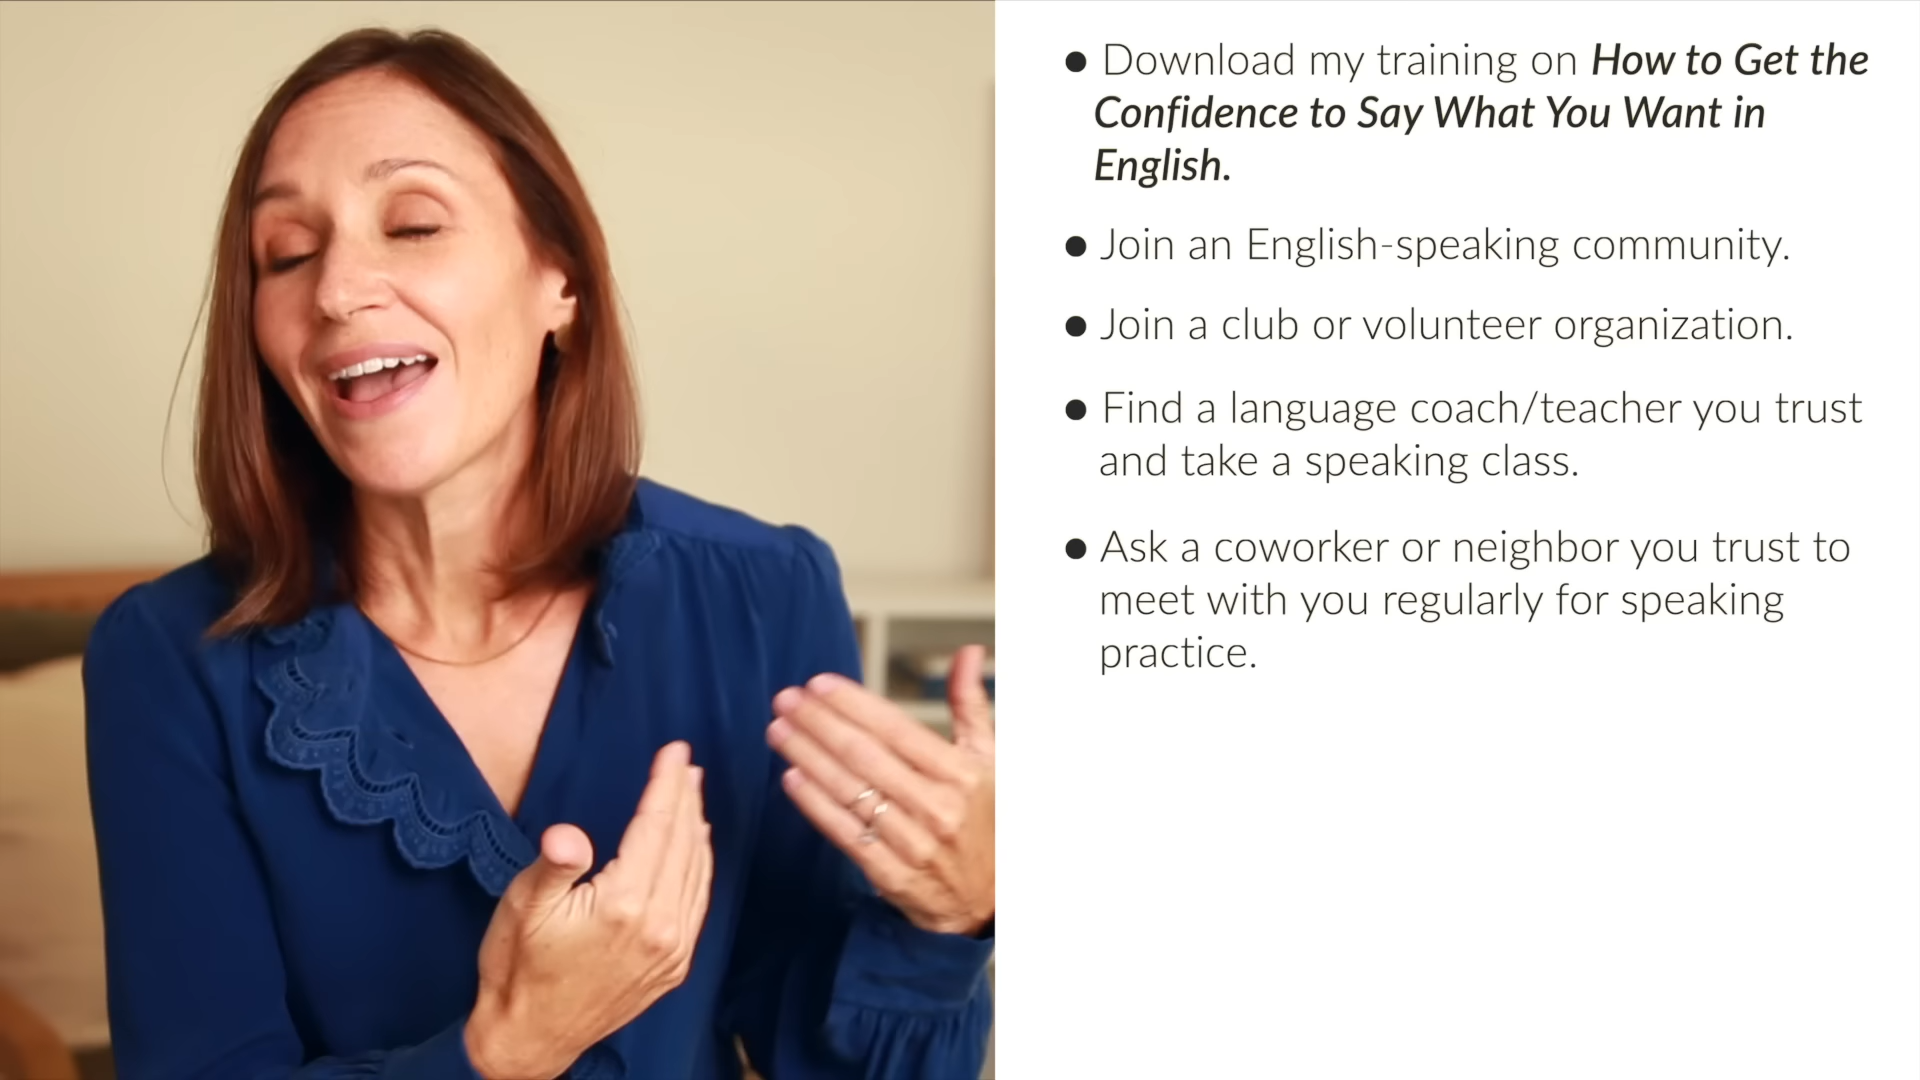 ● Download my training on How to Get the
Confidence to Say What You Want in
English.
● Join an English-speaking community.
● Join a club or volunteer organization.
● Find a language coach/teacher you trust
and take a speaking class.
● Ask a coworker or neighbor you trust to
meet with you regularly for speaking
practice.